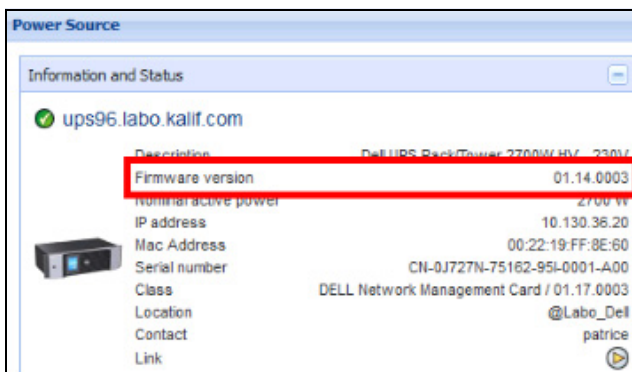 Power Source
Information and Status
ups96.labo.kalif.com
Description Dell UPS Rack/Tower 2700W HV 230V
Firmware version 01.14.0003
Nominal active power 2700 W
IP address 10.130.36.20
Mac Address 00:22:19:FF:8E:60
Serial number CN-0J727N-75162-95I-0001-A00
Class DELL Network Management Card / 01.17.0003
Location @Labo_Dell
Contact patrice
Link